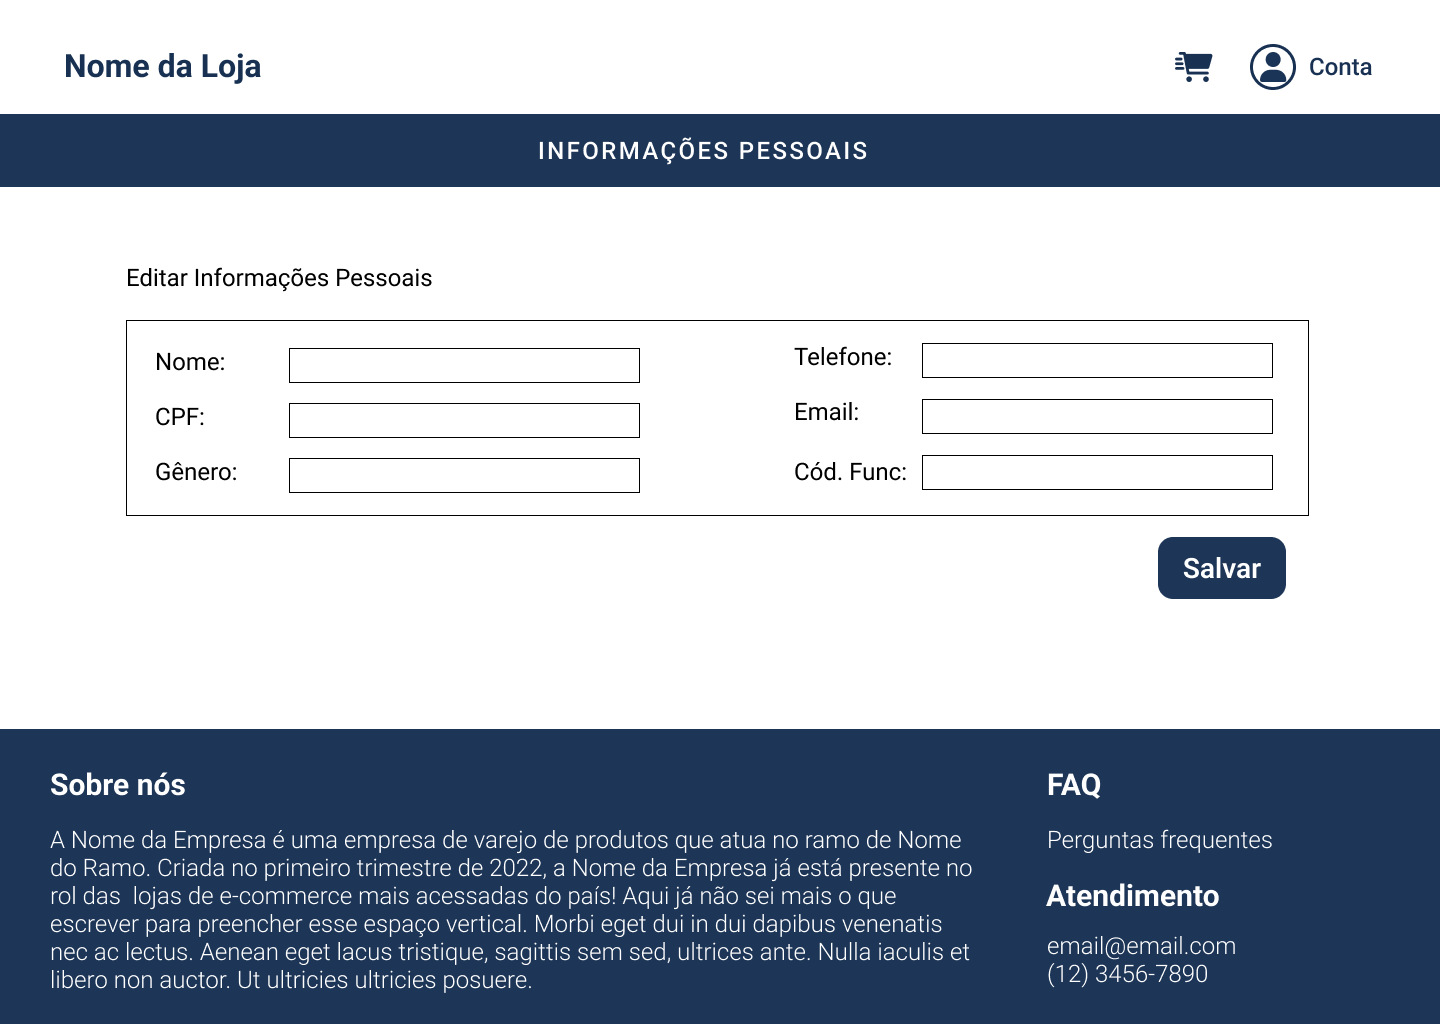 Nome da Loja
Conta
INFORMAÇÕES PESSOAIS
Editar Informações Pessoais
Nome:
CPF:
Gênero:
Telefone:
Email:
Cód. Func:
Salvar
Sobre nós
A Nome da Empresa é uma empresa de varejo de produtos que atua no ramo de Nome
do Ramo. Criada no primeiro trimestre de 2022, a Nome da Empresa já está presente no
rol das  lojas de e-commerce mais acessadas do país! Aqui já não sei mais o que
escrever para preencher esse espaço vertical. Morbi eget dui in dui dapibus venenatis
nec ac lectus. Aenean eget lacus tristique, sagittis sem sed, ultrices ante. Nulla iaculis et
libero non auctor. Ut ultricies ultricies posuere.
FAQ
Perguntas frequentes
Atendimento
email@email.com
(12) 3456-7890